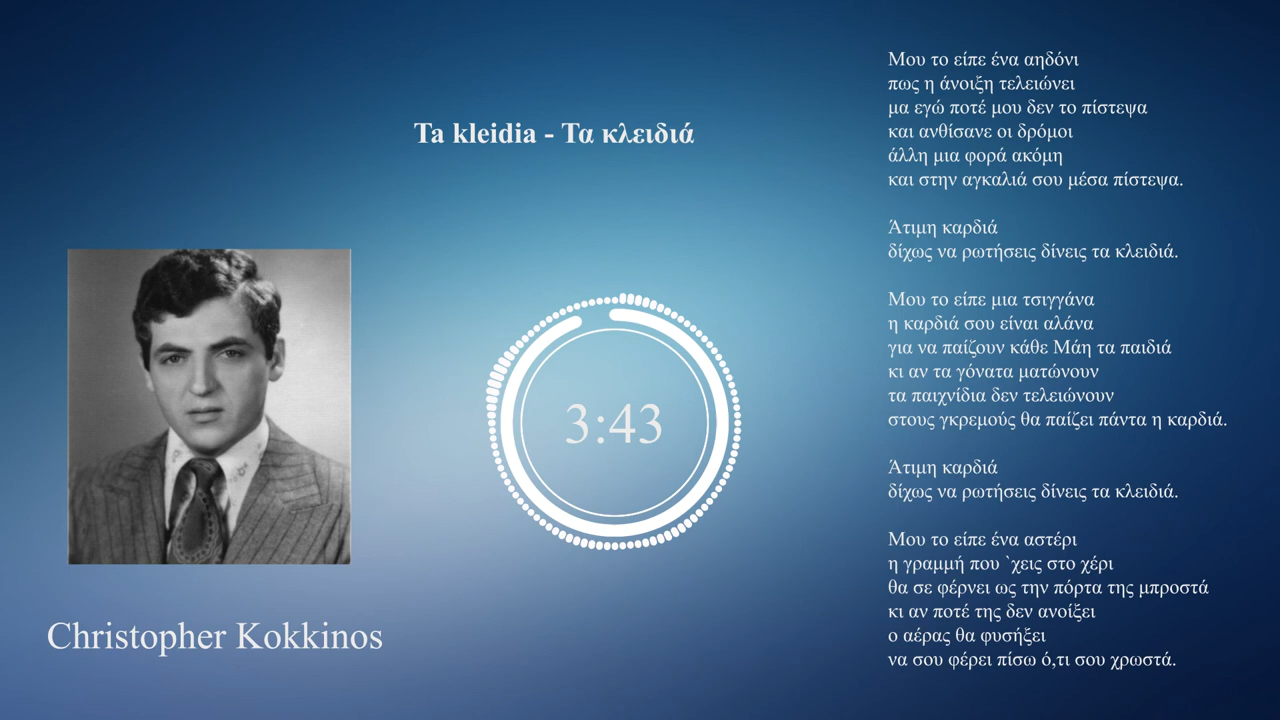 Ta kleidia - Τα κλειδιά
3:43
Christopher Kokkinos
Μου το είπε ένα αηδόνι
πως η άνοιξη τελειώνει
μα εγώ ποτέ μου δεν το πίστεψα
και ανθίσανε οι δρόμοι
άλλη μια φορά ακόμη
και στην αγκαλιά σου μέσα πίστεψα.
Άτιμη καρδιά
δίχως να ρωτήσεις δίνεις τα κλειδιά.
Μου το είπε μια τσιγγάνα
η καρδιά σου είναι αλάνα
για να παίζουν κάθε Μάη τα παιδιά
κι αν τα γόνατα ματώνουν
τα παιχνίδια δεν τελειώνουν
στους γκρεμούς θα παίζει πάντα η καρδιά.
Άτιμη καρδιά
δίχως να ρωτήσεις δίνεις τα κλειδιά.
Μου το είπε ένα αστέρι
η γραμμή που `χεις στο χέρι
θα σε φέρνει ως την πόρτα της μπροστά
κι αν ποτέ της δεν ανοίξει
ο αέρας θα φυσήξει
να σου φέρει πίσω ό,τι σου χρωστά.